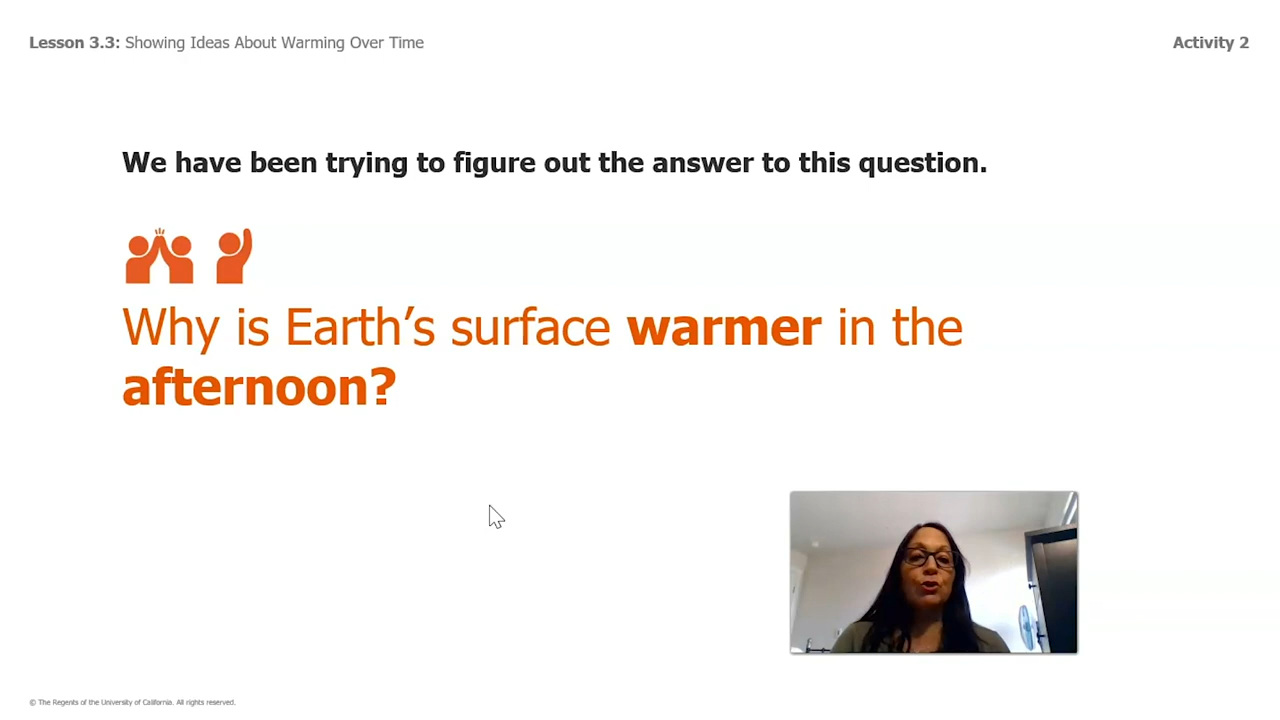 Lesson 3.3: Showing Ideas About Warming Over Time
Activity 2
We have been trying to figure out the answer to this question.
Why is Earth’s surface warmer in the
afternoon?
© The Regents of the University of California. All rights reserved.